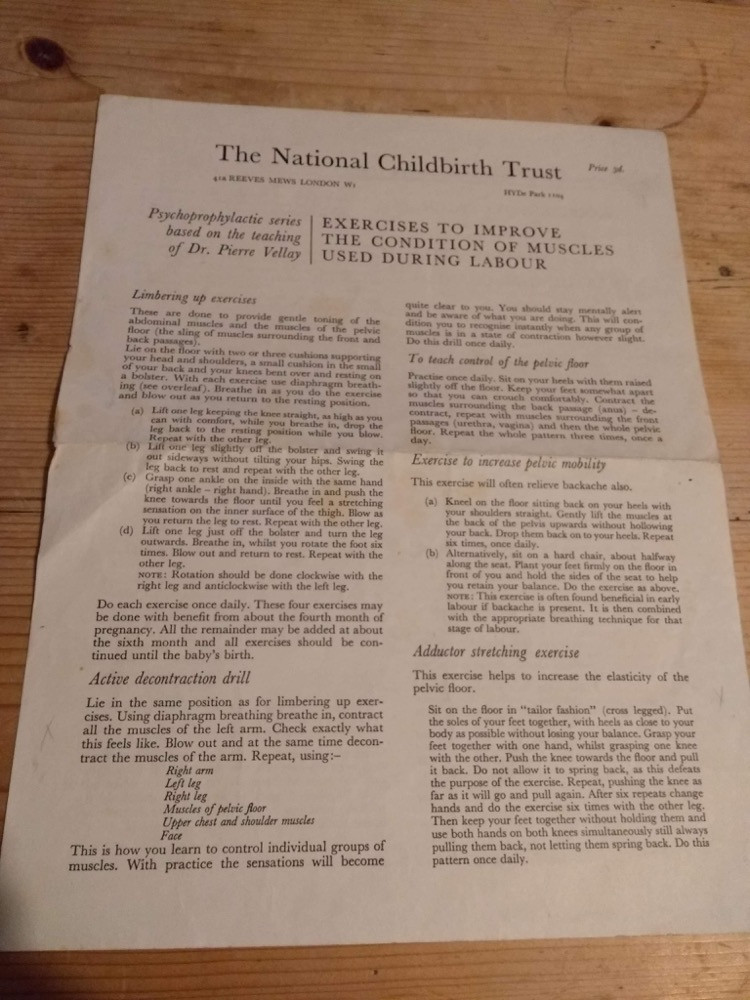 The National Childbirth Trust
Price 3d.
41A REEVES MEWS LONDON W1
HYDe Park
Psychoprophylactic series
based on the teaching
of Dr. Pierre Vellay
EXERCISES TO IMPROVE
THE CONDITION OF MUSCLES
USED DURING LABOUR
Limbering up exercises
These are done to provide gentle toning of the
abdominal muscles and the muscles of the pelvic
floor (the sling of muscles surrounding the front and
back passages).
Lie on the floor with two or three cushions supporting
your head and shoulders, a small cushion in the small
of your back and your knees bent over and resting on
a bolster. With each exercise use diaphragm breath-
ing (see overleaf). Breathe in as you do the exercise
and blow out as you return to the resting position.
(a) Lift one leg keeping the knee straight, as high as you
can with comfort, while you breathe in, drop the
leg back to the resting position while you blow.
Repeat with the other leg.
(b) Lift one leg slightly off the bolster and swing it
out sideways without tilting your hips. Swing the
leg back to rest and repeat with the other leg.
(c) Grasp one ankle on the inside with the same hand
(right ankle – right hand). Breathe in and push the
knee towards the floor until you feel a stretching
sensation on the inner surface of the thigh. Blow as
you return the leg to rest. Repeat with the other leg.
(d) Lift one leg just off the bolster and turn the leg
outwards. Breathe in, whilst you rotate the foot six
times. Blow out and return to rest. Repeat with the
other leg.
NOTE: Rotation should be done clockwise with the
right leg and anticlockwise with the left leg.
Do each exercise once daily. These four exercises may
be done with benefit from about the fourth month of
pregnancy. All the remainder may be added at about
the sixth month and all exercises should be con-
tinued until the baby's birth.
Active decontraction drill
Lie in the same position as for limbering up exer-
cises. Using diaphragm breathing breathe in, contract
all the muscles of the left arm. Check exactly what
this feels like. Blow out and at the same time decon-
tract the muscles of the arm. Repeat, using:–
Right arm
Left leg
Right leg
Muscles of pelvic floor
Upper chest and shoulder muscles
Face
This is how you learn to control individual groups of
muscles. With practice the sensations will become
quite clear to you. You should stay mentally alert
and be aware of what you are doing. This will con-
dition you to recognise instantly when any group of
muscles is in a state of contraction however slight.
Do this drill once daily.
To teach control of the pelvic floor
Practise once daily. Sit on your heels with them raised
slightly off the floor. Keep your feet somewhat apart
so that you can crouch comfortably. Contract the
muscles surrounding the back passage (anus) – de-
contract, repeat with muscles surrounding the front
passages (urethra, vagina) and then the whole pelvic
floor. Repeat the whole pattern three times, once a
day.
Exercise to increase pelvic mobility
This exercise will often relieve backache also.
(a) Kneel on the floor sitting back on your heels with
your shoulders straight. Gently lift the muscles at
the back of the pelvis upwards without hollowing
your back. Drop them back on to your heels. Repeat
six times, once daily.
(b) Alternatively, sit on a hard chair, about halfway
along the seat. Plant your feet firmly on the floor in
front of you and hold the sides of the seat to help
you retain your balance. Do the exercise as above.
NOTE: This exercise is often found beneficial in early
labour if backache is present. It is then combined
with the appropriate breathing technique for that
stage of labour.
Adductor stretching exercise
This exercise helps to increase the elasticity of the
pelvic floor.
Sit on the floor in "tailor fashion" (cross legged). Put
the soles of your feet together, with heels as close to your
body as possible without losing your balance. Grasp your
feet together with one hand, whilst grasping one knee
with the other. Push the knee towards the floor and pull
it back. Do not allow it to spring back, as this defeats
the purpose of the exercise. Repeat, pushing the knee as
far as it will go and pull again. After six repeats change
hands and do the exercise six times with the other leg.
Then keep your feet together without holding them and
use both hands on both knees simultaneously still always
pulling them back, not letting them spring back. Do this
pattern once daily.